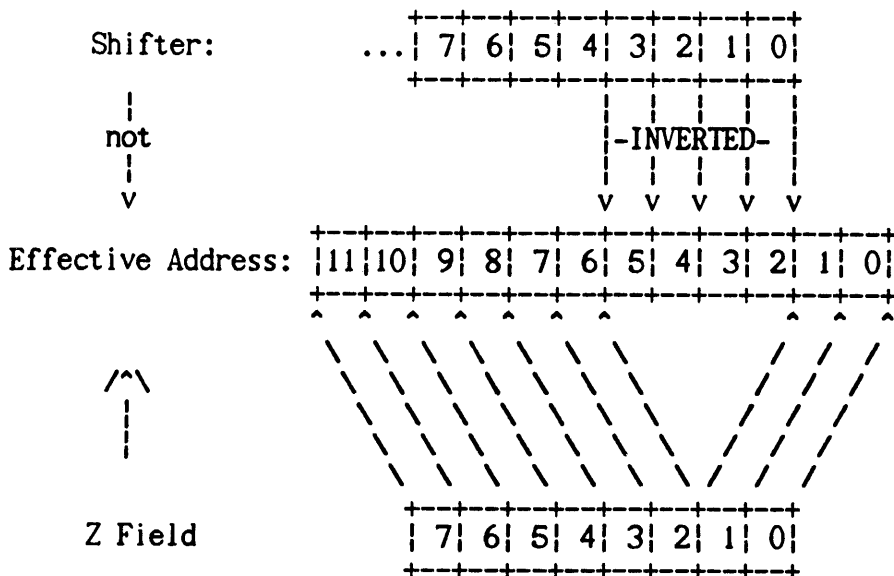 +---+---+---+---+---+---+---+---+
Shifter: ...| 7| 6| 5| 4| 3| 2| 1| 0|
+---+---+---+---+---+---+---+---+
not
-INVERTED-
v v v v v v
+---+---+---+---+---+---+---+---+---+---+---+---+
Effective Address: |11|10| 9| 8| 7| 6| 5| 4| 3| 2| 1| 0|
+---+---+---+---+---+---+---+---+---+---+---+---+
^ ^ ^ ^ ^ ^ ^ ^ ^ ^
/^\
+---+---+---+---+---+---+---+---+
Z Field | 7| 6| 5| 4| 3| 2| 1| 0|
+---+---+---+---+---+---+---+---+